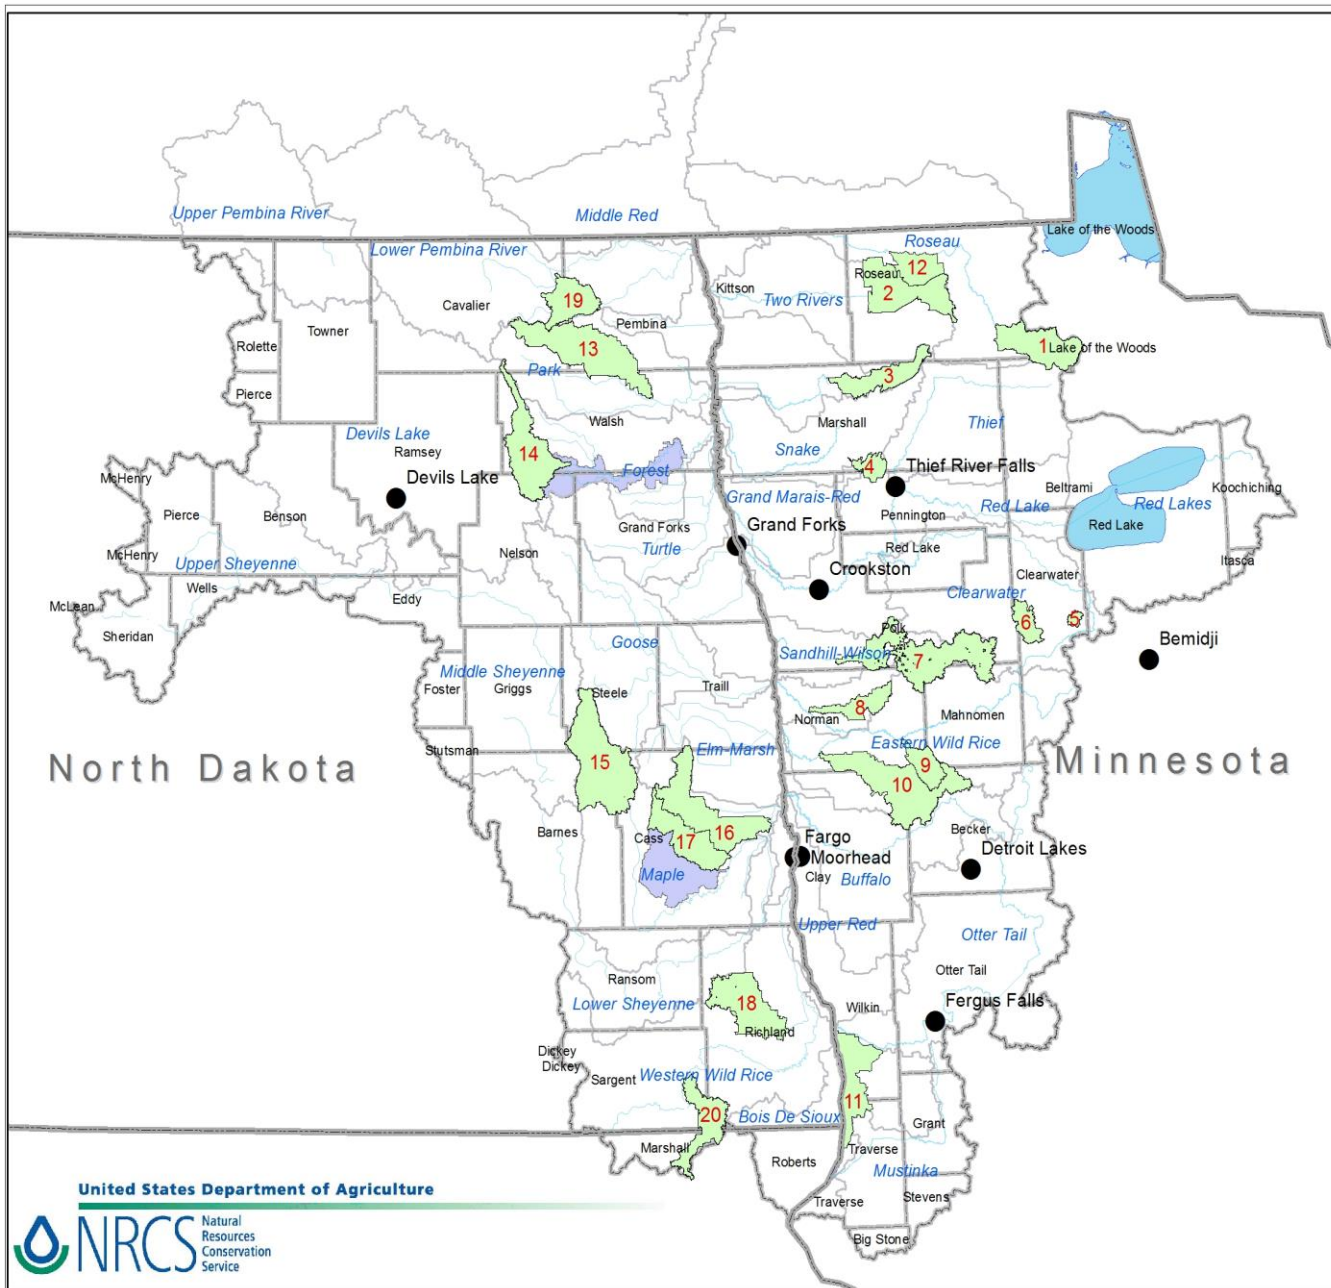 Lake of the Woods
Upper Pembina River
Middle Red
Lower Pembina River
Roseau
12
Roseau
2
Kittson
Two Rivers
19
Cavalier
Pembina
Towner
Rolette
13
1
Lake of the Woods
Park
3
Pierce
Walsh
Marshall
Thief
Devils Lake
Ramsey
14
Forest
Snake
4
Thief River Falls
McHenry
Devils Lake
Grand Marais-Red
Red Lake
Beltrami
Red Lakes
Koochiching
Pierce
Benson
Grand Forks
Grand Forks
Pennington
Red Lake
McHenry
Upper Sheyenne
Nelson
Turtle
Red Lake
Itasca
Wells
Eddy
Crookston
Clearwater
Clearwater
McLean
Sheridan
6
5
Polk
Bemidji
Goose
Sandhill-Wilson
7
Middle Sheyenne
Foster
Griggs
Steele
Traill
8
Norman
Mahnomen
Stutsman
Elm-Marsh
Eastern Wild Rice
North Dakota
15
9
10
Minnesota
Barnes
Cass
17
16
Fargo
Moorhead
Becker
Detroit Lakes
Maple
Clay
Buffalo
Upper Red
Otter Tail
Ransom
Otter Tail
Lower Sheyenne
18
Richland
Wilkin
Fergus Falls
Dickey
Dickey
Sargent
Western Wild Rice
11
20
Bois De Sioux
Grant
Marshall
Roberts
Traverse
Mustinka
Traverse
Stevens
Big Stone
United States Department of Agriculture
NRCS
Natural
Resources
Conservation
Service